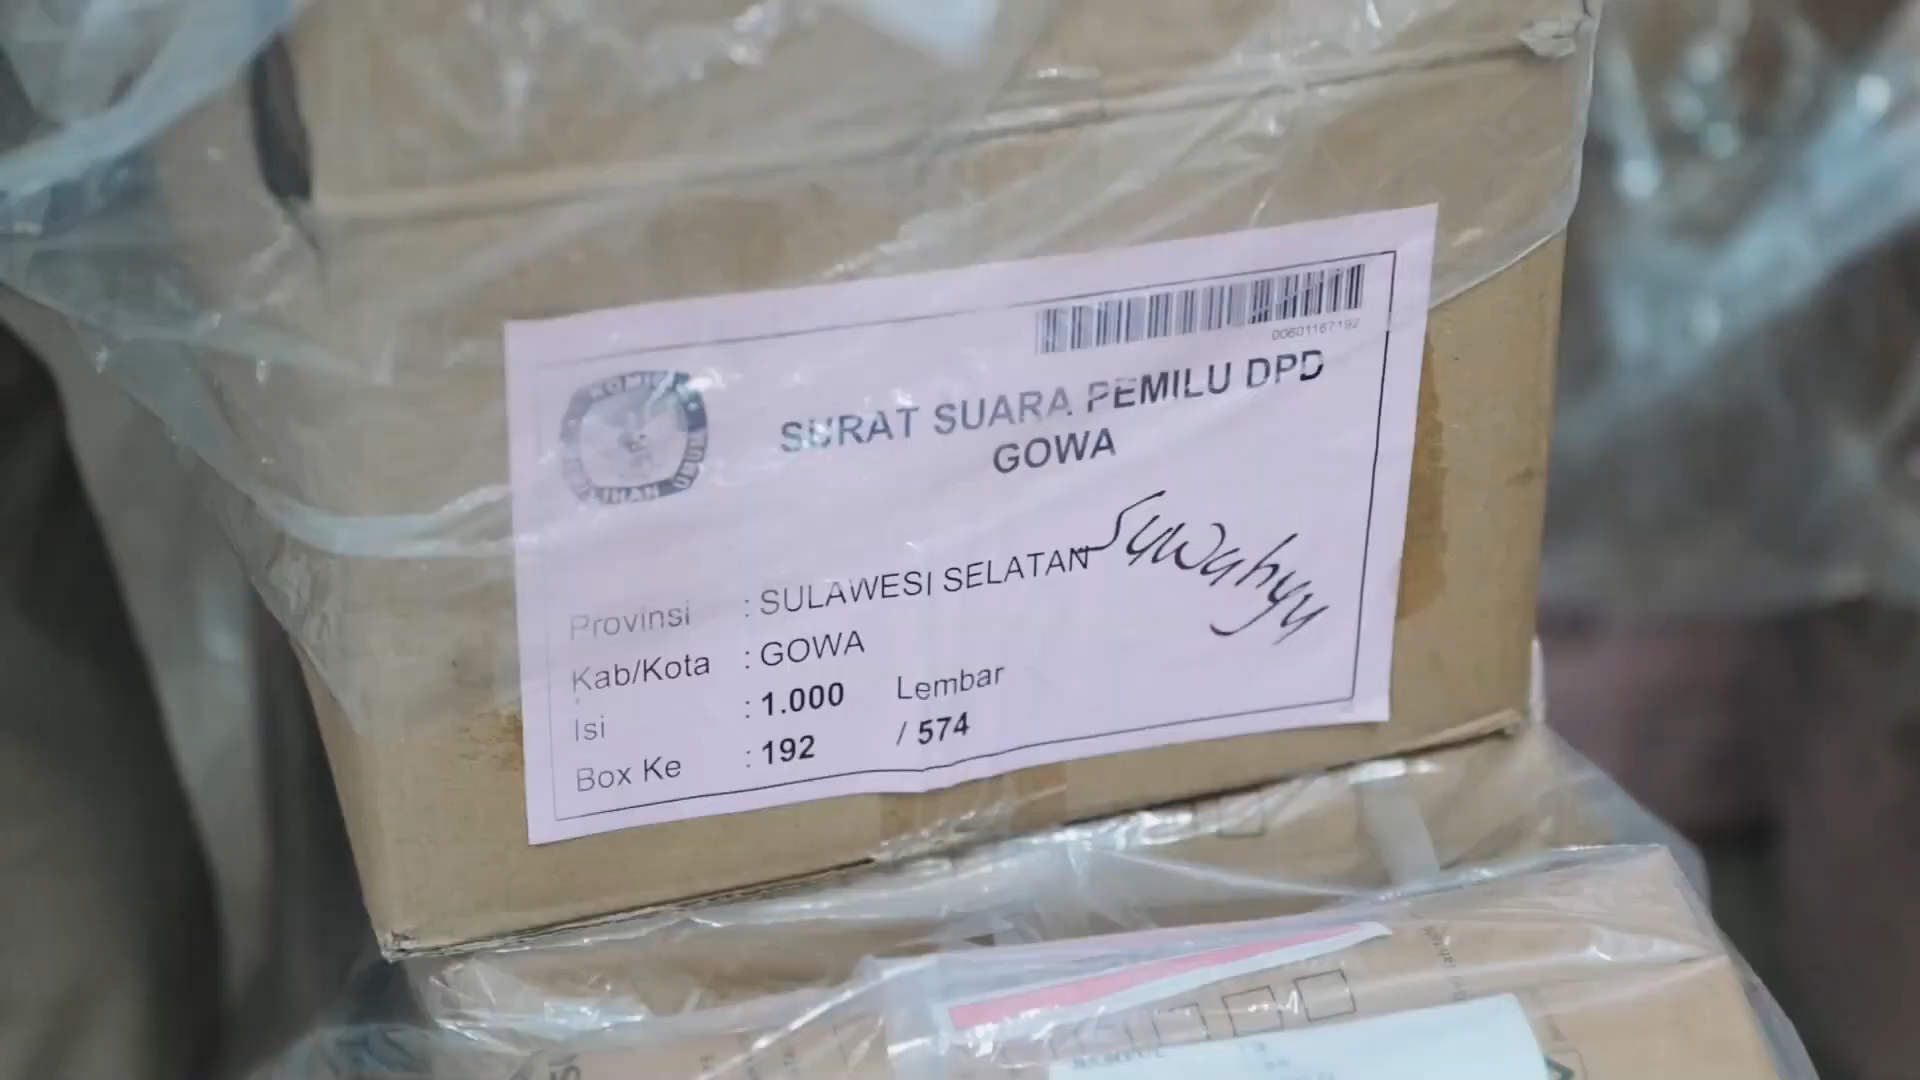 00601167192
SURAT SUARA PEMILU DPD
GOWA
Suwahyu
Provinsi : SULAWESI SELATAN
Kab/Kota : GOWA
Isi : 1.000 Lembar
Box Ke : 192 / 574